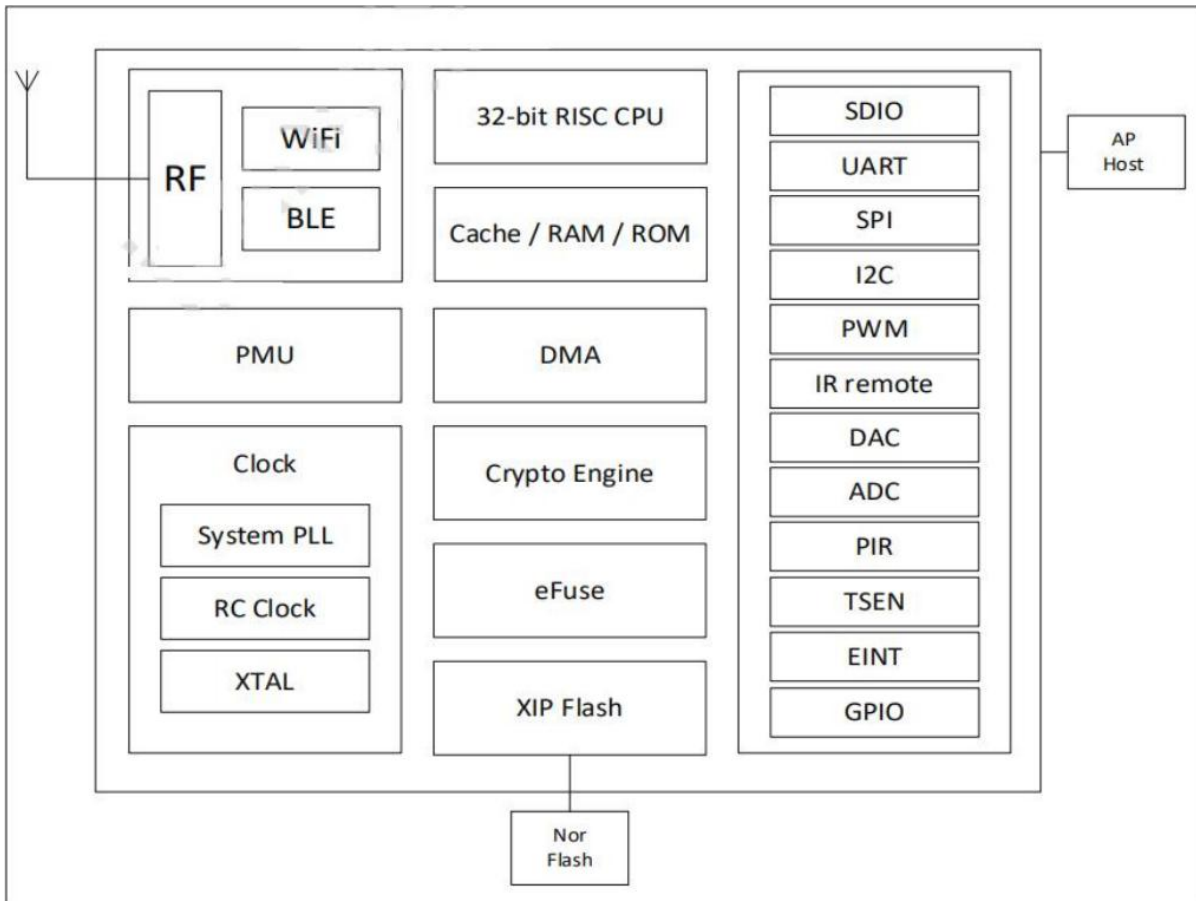 RF
WiFi
BLE
PMU
Clock
System PLL
RC Clock
XTAL
32-bit RISC CPU
Cache / RAM / ROM
DMA
Crypto Engine
eFuse
XIP Flash
SDIO
UART
SPI
I2C
PWM
IR remote
DAC
ADC
PIR
TSEN
EINT
GPIO
AP
Host
Nor
Flash